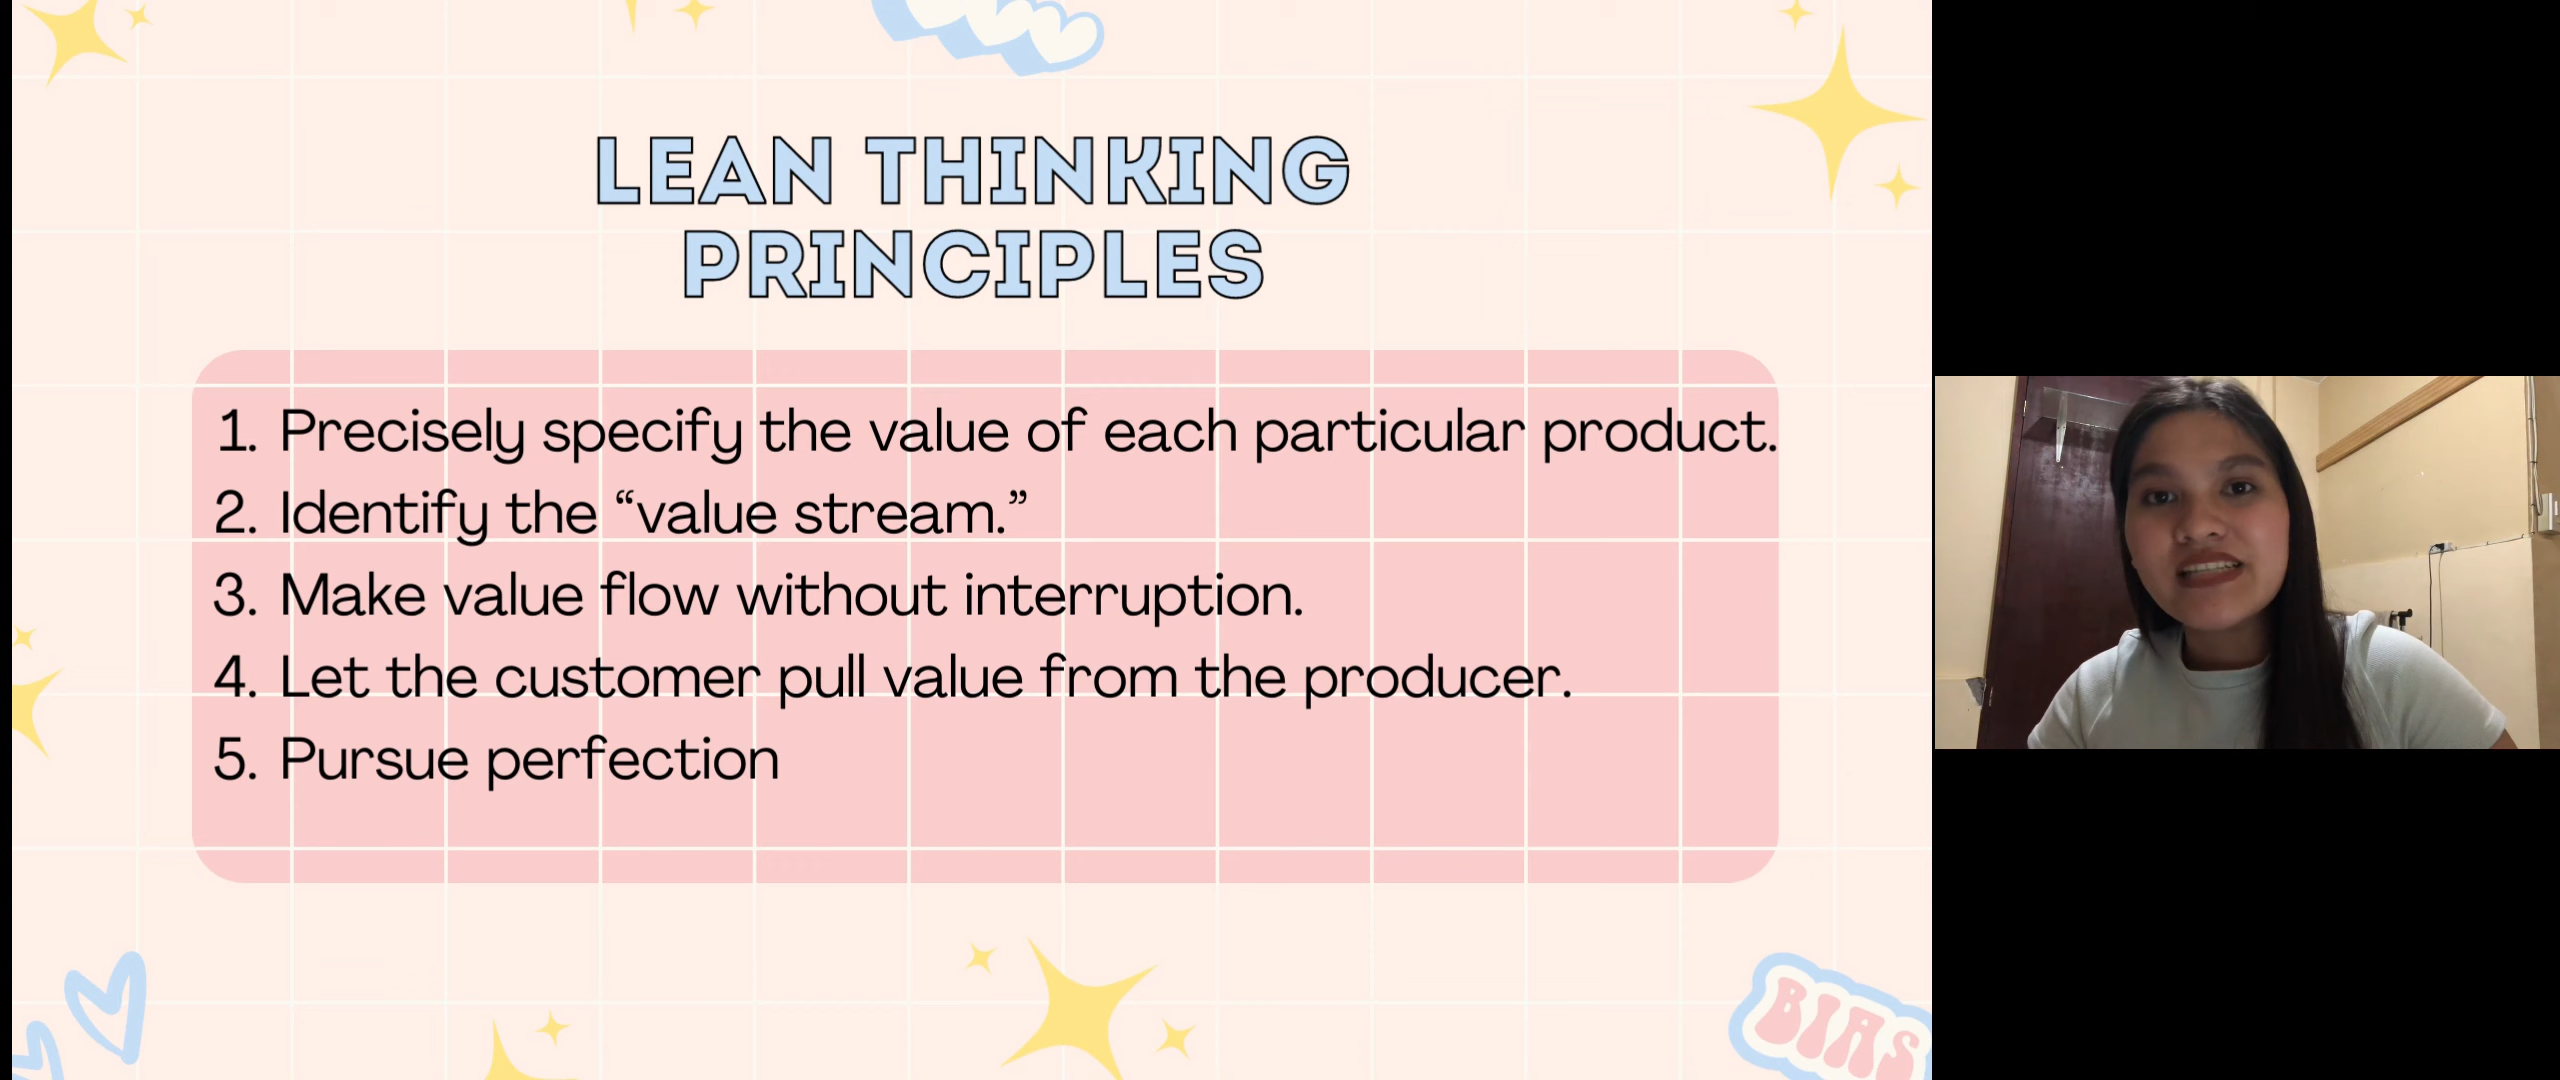 LEAN THINKING
PRINCIPLES
1. Precisely specify the value of each particular product.
2. Identify the “value stream.”
3. Make value flow without interruption.
4. Let the customer pull value from the producer.
5. Pursue perfection
BIAS